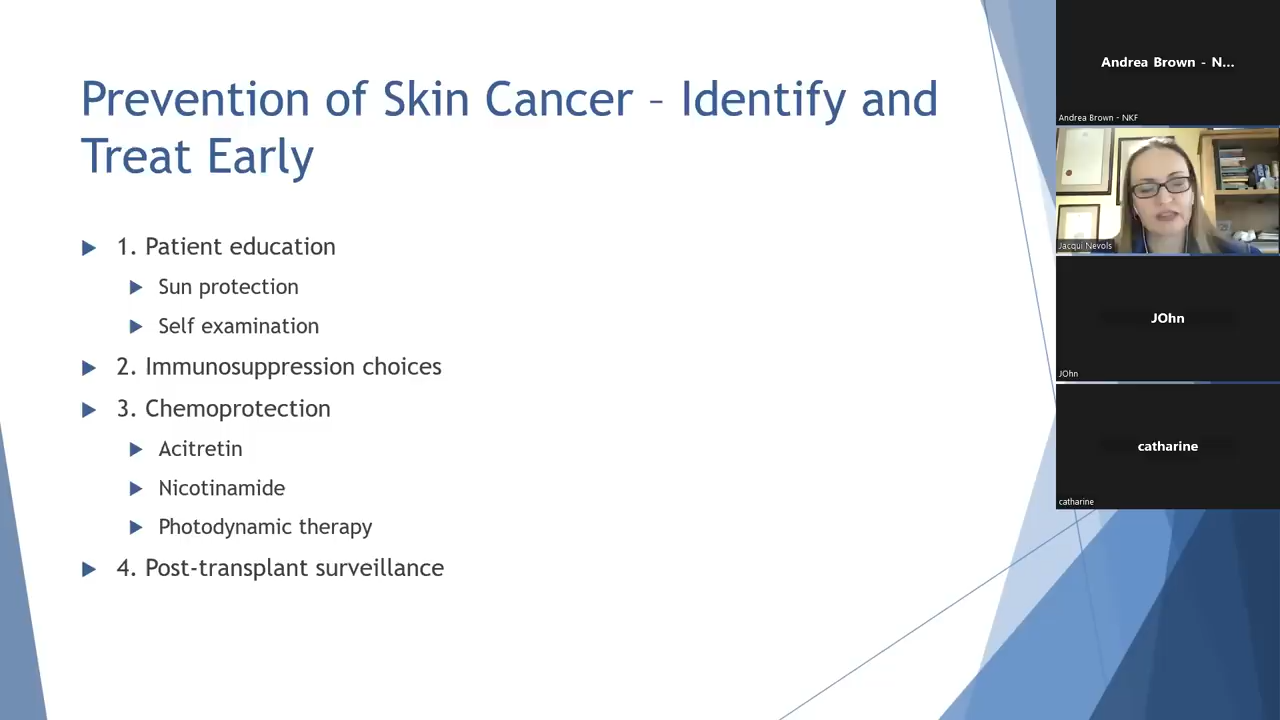 Prevention of Skin Cancer – Identify and
Treat Early
1. Patient education
Sun protection
Self examination
2. Immunosuppression choices
3. Chemoprotection
Acitretin
Nicotinamide
Photodynamic therapy
4. Post-transplant surveillance
Andrea Brown - N...
Andrea Brown - NKF
Jacqui Nevols
JOhn
JOhn
catharine
catharine